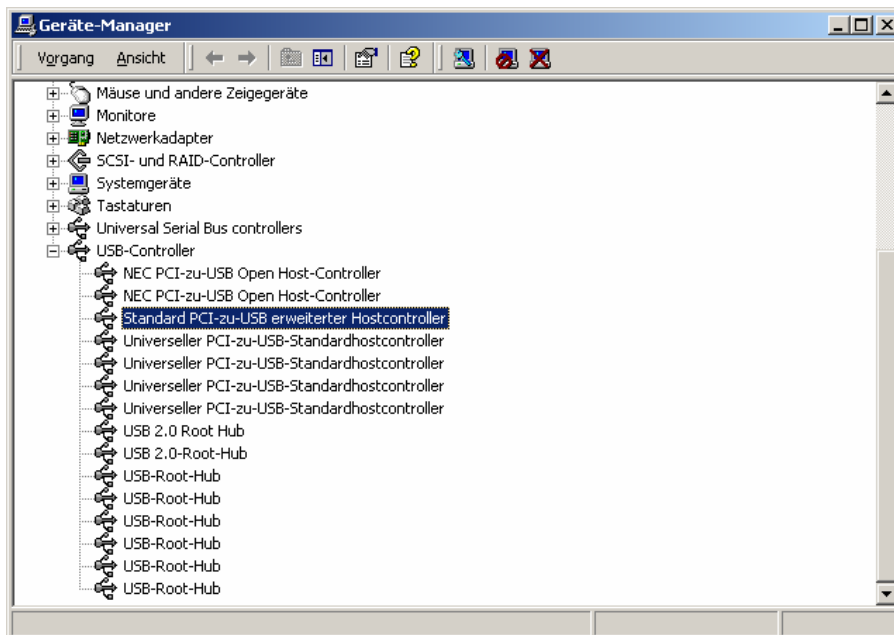 Geräte-Manager
Vorgang Ansicht
Mäuse und andere Zeigegeräte
Monitore
Netzwerkadapter
SCSI- und RAID-Controller
Systemgeräte
Tastaturen
Universal Serial Bus controllers
USB-Controller
NEC PCI-zu-USB Open Host-Controller
NEC PCI-zu-USB Open Host-Controller
Standard PCI-zu-USB erweiterter Hostcontroller
Universeller PCI-zu-USB-Standardhostcontroller
Universeller PCI-zu-USB-Standardhostcontroller
Universeller PCI-zu-USB-Standardhostcontroller
Universeller PCI-zu-USB-Standardhostcontroller
USB 2.0 Root Hub
USB 2.0-Root-Hub
USB-Root-Hub
USB-Root-Hub
USB-Root-Hub
USB-Root-Hub
USB-Root-Hub
USB-Root-Hub